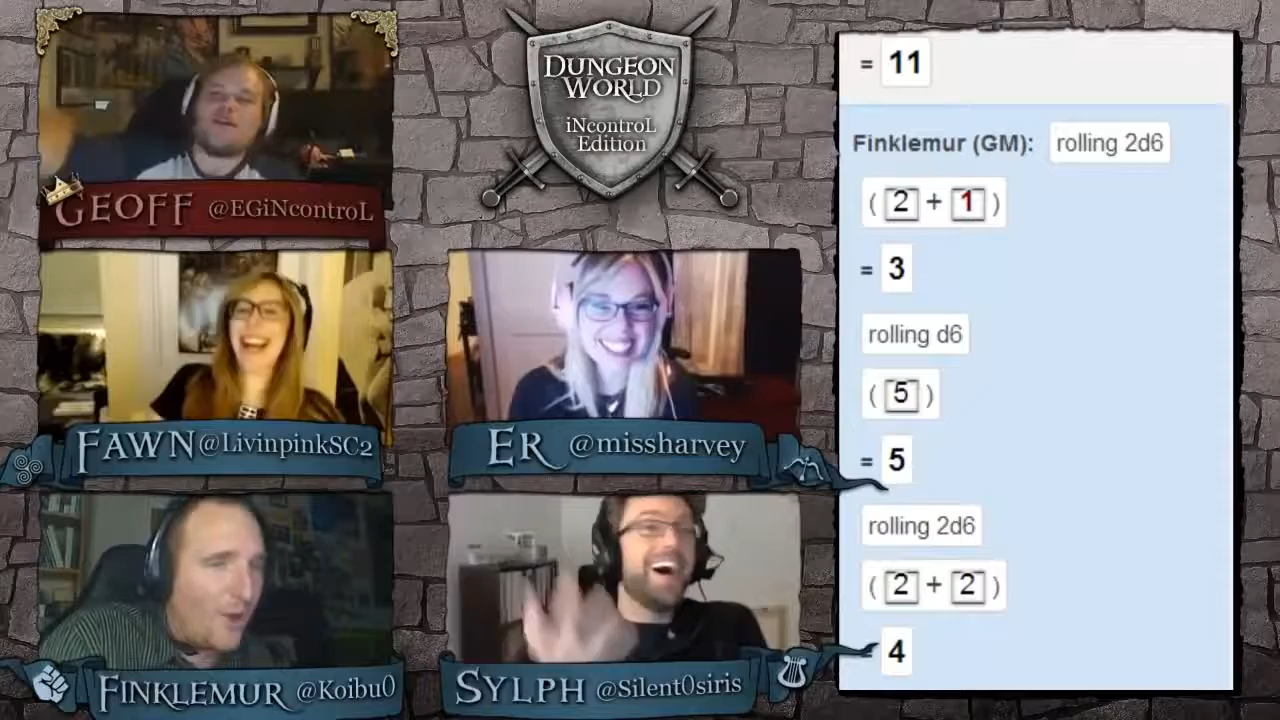 DUNGEON
WORLD
iNcontroL
Edition
GEOFF @EGiNcontroL
FAWN @LivinpinkSC2
ER @missharvey
FINKLEMUR @Koibu0
SYLPH @Silent0siris
= 11
Finklemur (GM): rolling 2d6
( 2 + 1 )
= 3
rolling d6
( 5 )
= 5
rolling 2d6
( 2 + 2 )
= 4